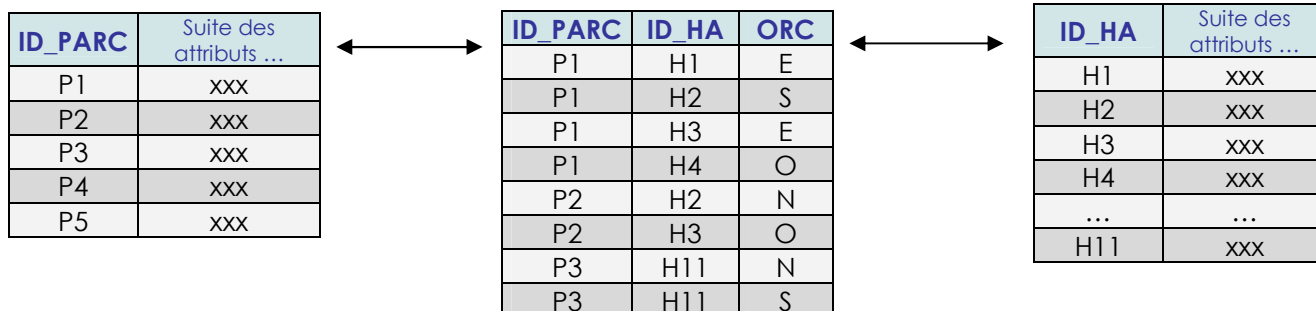 ID_PARC Suite des attributs …
P1 xxx
P2 xxx
P3 xxx
P4 xxx
P5 xxx
ID_PARC ID_HA ORC
P1 H1 E
P1 H2 S
P1 H3 E
P1 H4 O
P2 H2 N
P2 H3 O
P3 H11 N
P3 H11 S
ID_HA Suite des attributs …
H1 xxx
H2 xxx
H3 xxx
H4 xxx
… …
H11 xxx